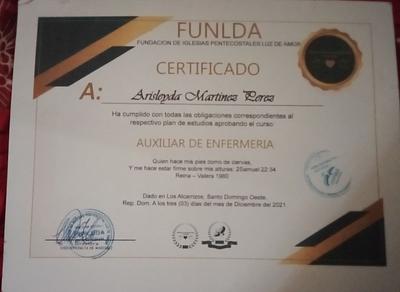 FUNLDA
FUNDACION DE IGLESIAS PENTECOSTALES LUZ DE AMOR
CERTIFICADO
A: Arisleyda Martinez Perez
Ha cumplido con todas las obligaciones correspondientes al
respectivo plan de estudios aprobando el curso
AUXILIAR DE ENFERMERIA
Quien hace mis pies como de ciervas,
Y me hace estar firme sobre mis alturas: 2Samuel 22:34
Reina – Valera 1960
Dado en Los Alcarrizos, Santo Domingo Oeste,
Rep. Dom. A los tres (03) días del mes de Diciembre del 2021.